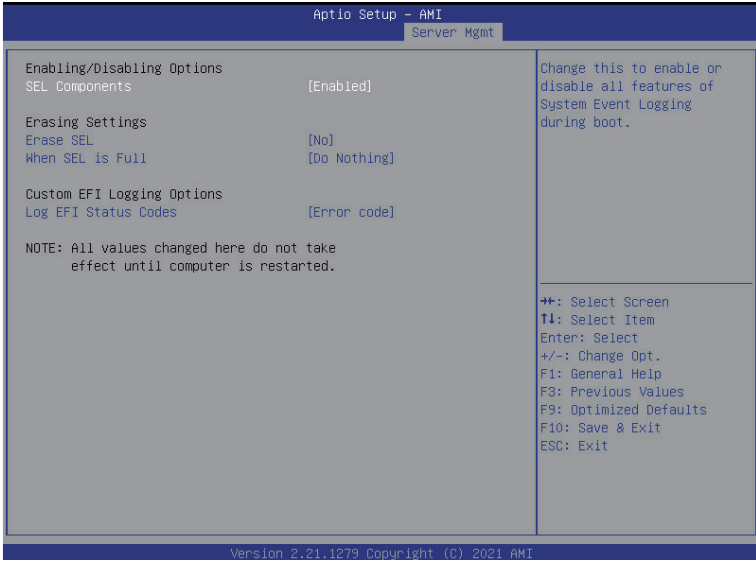 Aptio Setup – AMI
Server Mgmt
Enabling/Disabling Options
SEL Components [Enabled]
Erasing Settings
Erase SEL [No]
When SEL is Full [Do Nothing]
Custom EFI Logging Options
Log EFI Status Codes [Error code]
NOTE: All values changed here do not take
effect until computer is restarted.
Change this to enable or
disable all features of
System Event Logging
during boot.
→←: Select Screen
↑↓: Select Item
Enter: Select
+/-: Change Opt.
F1: General Help
F3: Previous Values
F9: Optimized Defaults
F10: Save & Exit
ESC: Exit
Version 2.21.1279 Copyright (C) 2021 AMI